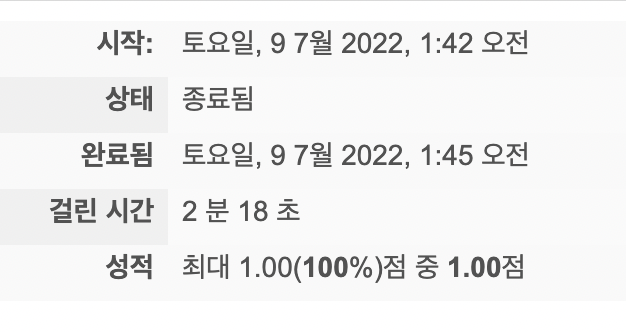 시작: 토요일, 9 7월 2022, 1:42 오전
상태 종료됨
완료됨 토요일, 9 7월 2022, 1:45 오전
걸린 시간 2 분 18 초
성적 최대 1.00(100%)점 중 1.00점